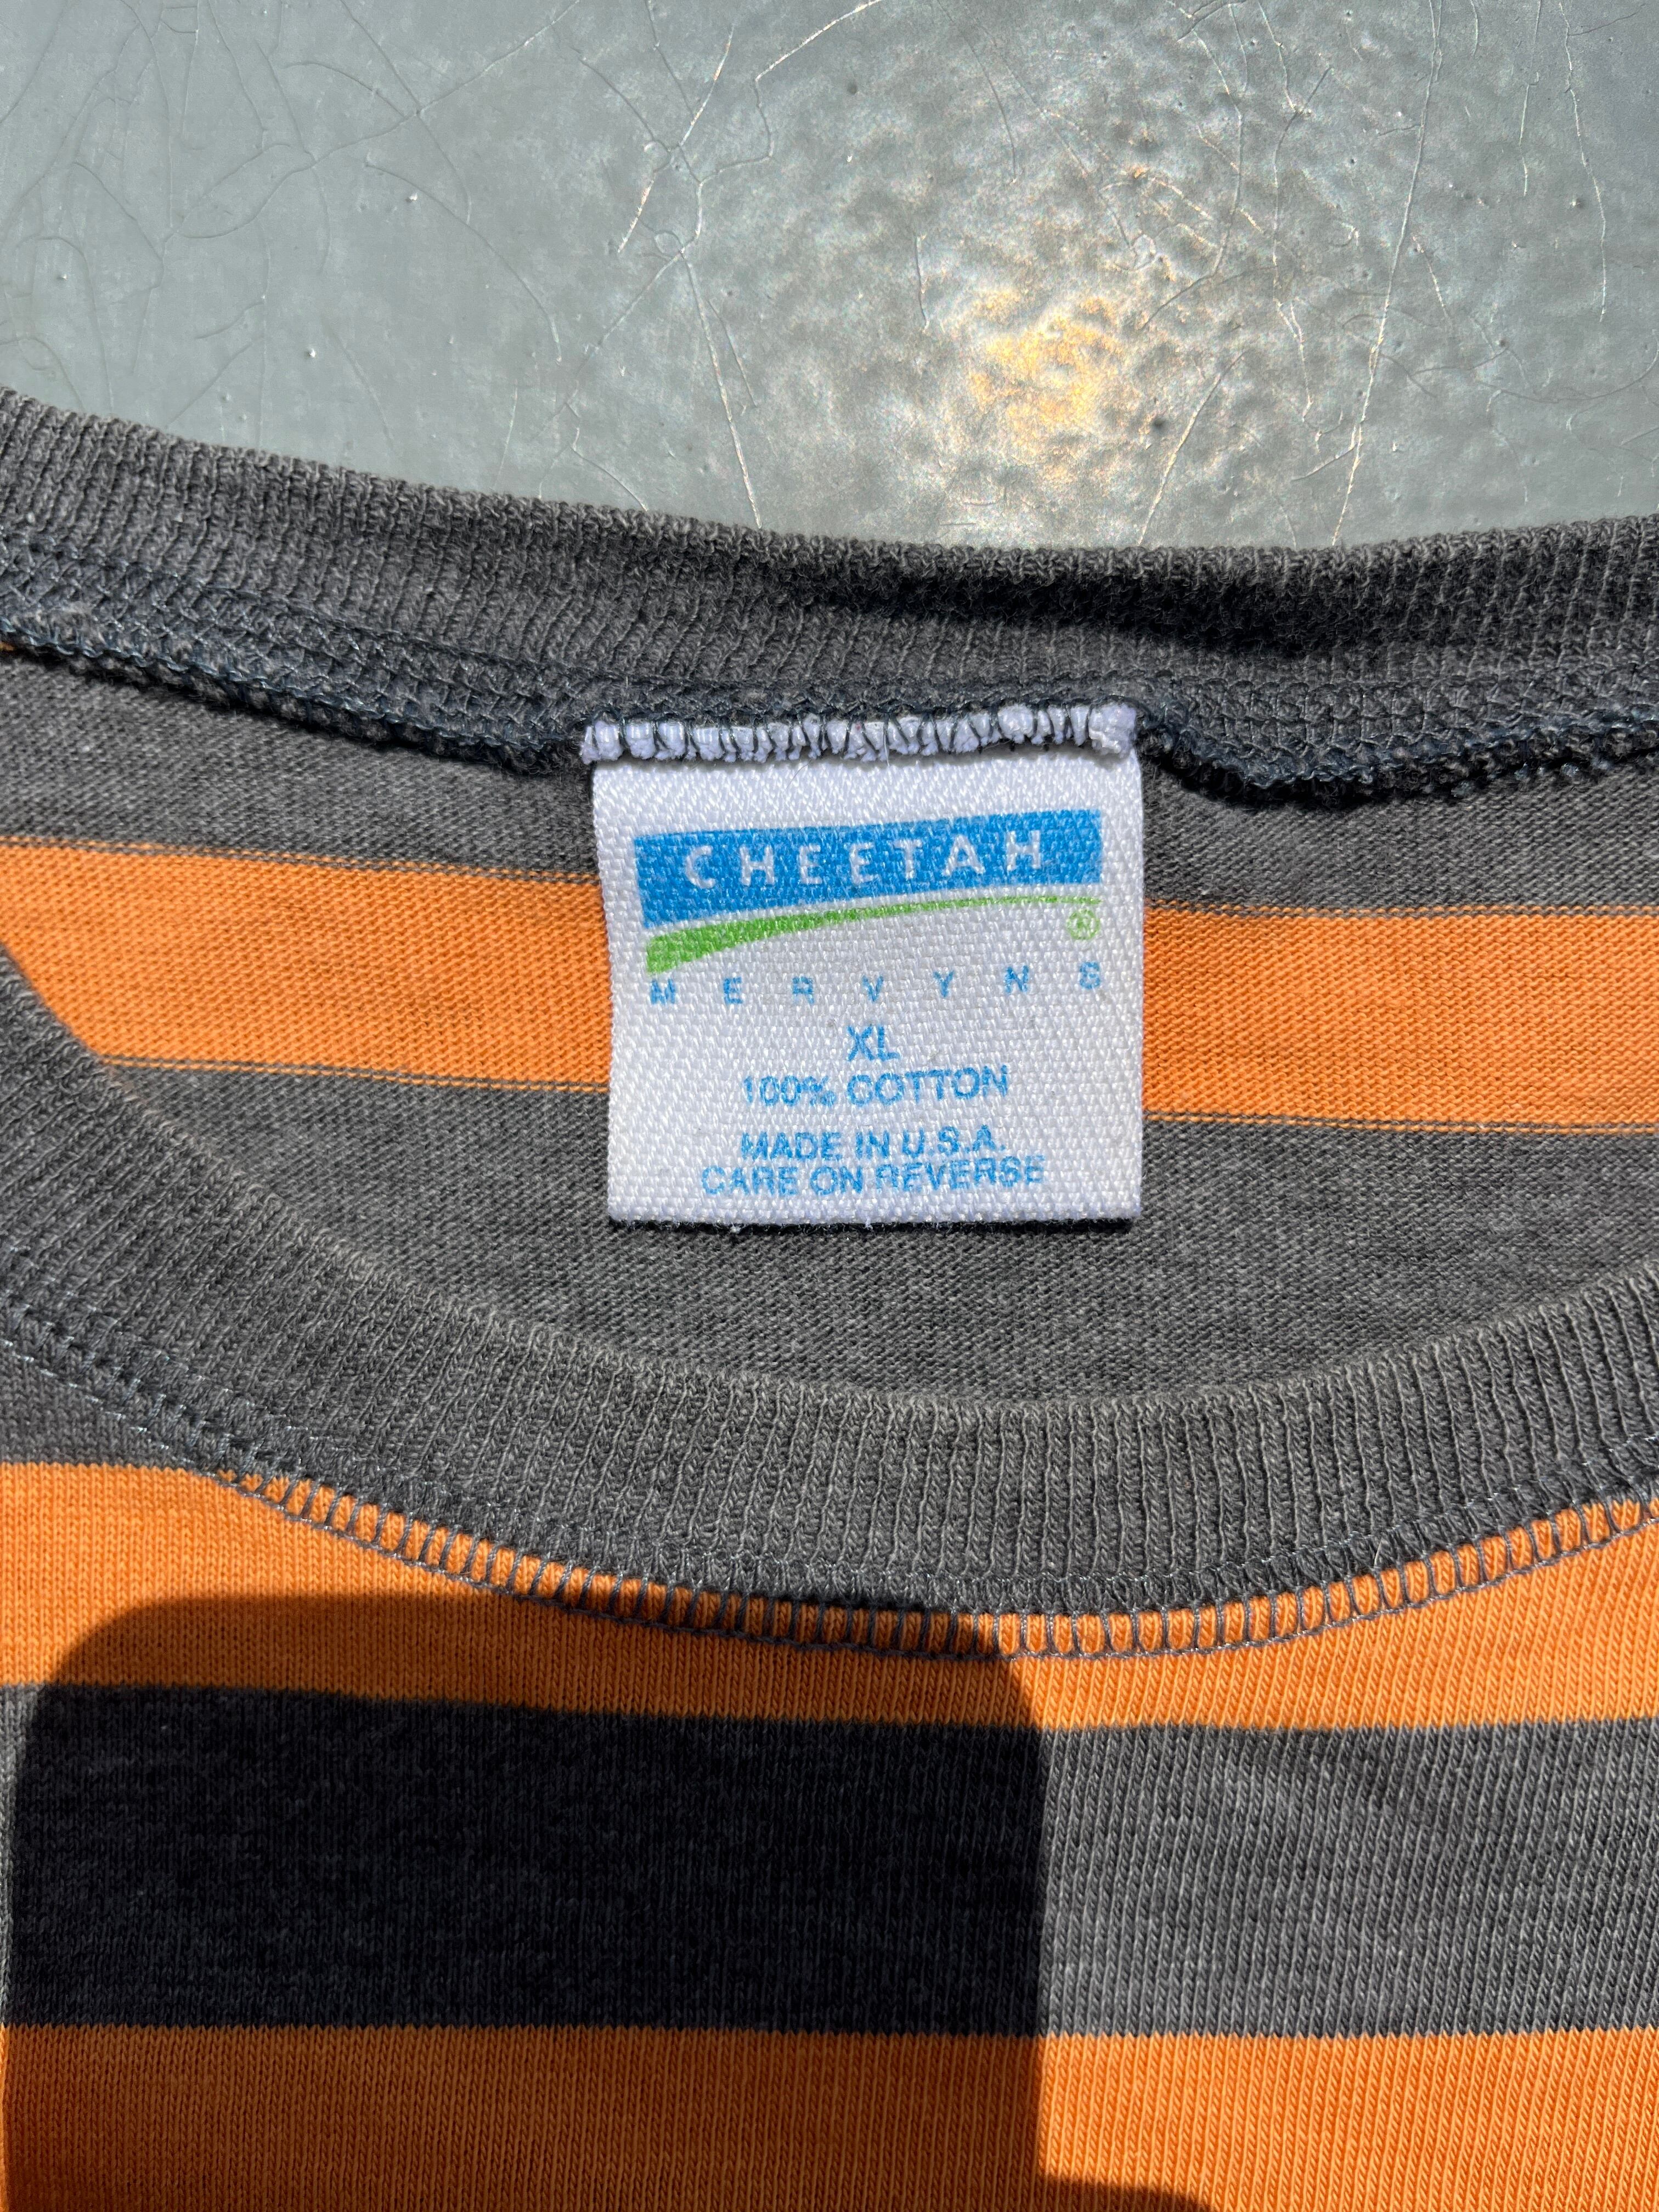 CHEETAH
®
MERVYNS
XL
100% COTTON
MADE IN U.S.A.
CARE ON REVERSE